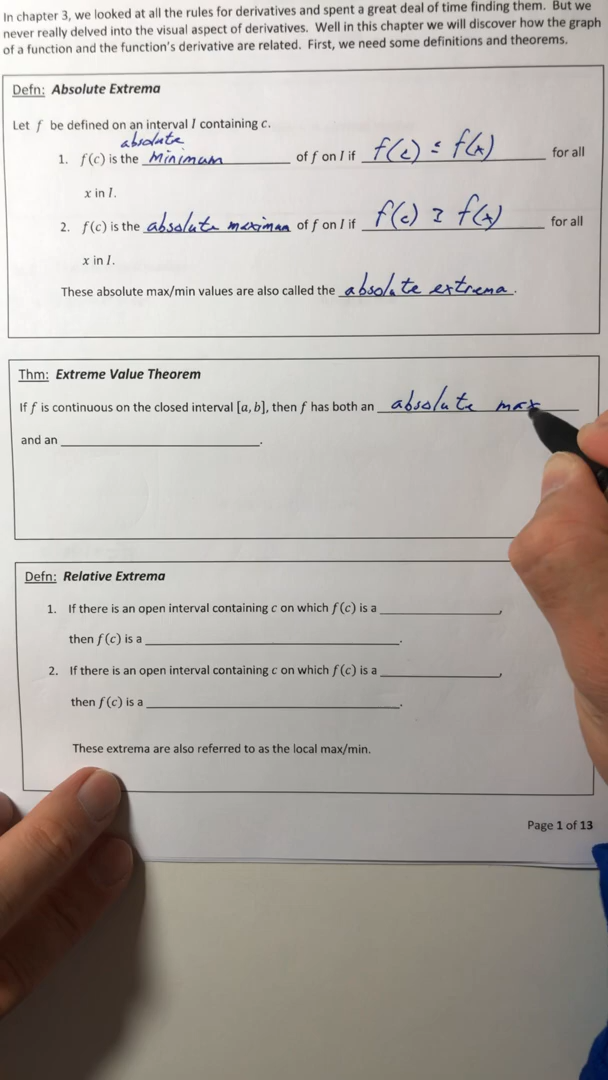 In chapter 3, we looked at all the rules for derivatives and spent a great deal of time finding them. But we
never really delved into the visual aspect of derivatives. Well in this chapter we will discover how the graph
of a function and the function's derivative are related. First, we need some definitions and theorems.
Defn: Absolute Extrema
Let f be defined on an interval I containing c.
absolute
1. f(c) is the minimum of f on I if f(c) ≤ f(x) for all
x in I.
2. f(c) is the absolute maximum of f on I if f(c) ≥ f(x) for all
x in I.
These absolute max/min values are also called the absolute extrema.
Thm: Extreme Value Theorem
If f is continuous on the closed interval [a, b], then f has both an absolute max
and an ____________________.
Defn: Relative Extrema
1. If there is an open interval containing c on which f(c) is a ____________________,
then f(c) is a ____________________.
2. If there is an open interval containing c on which f(c) is a ____________________,
then f(c) is a ____________________.
These extrema are also referred to as the local max/min.
Page 1 of 13